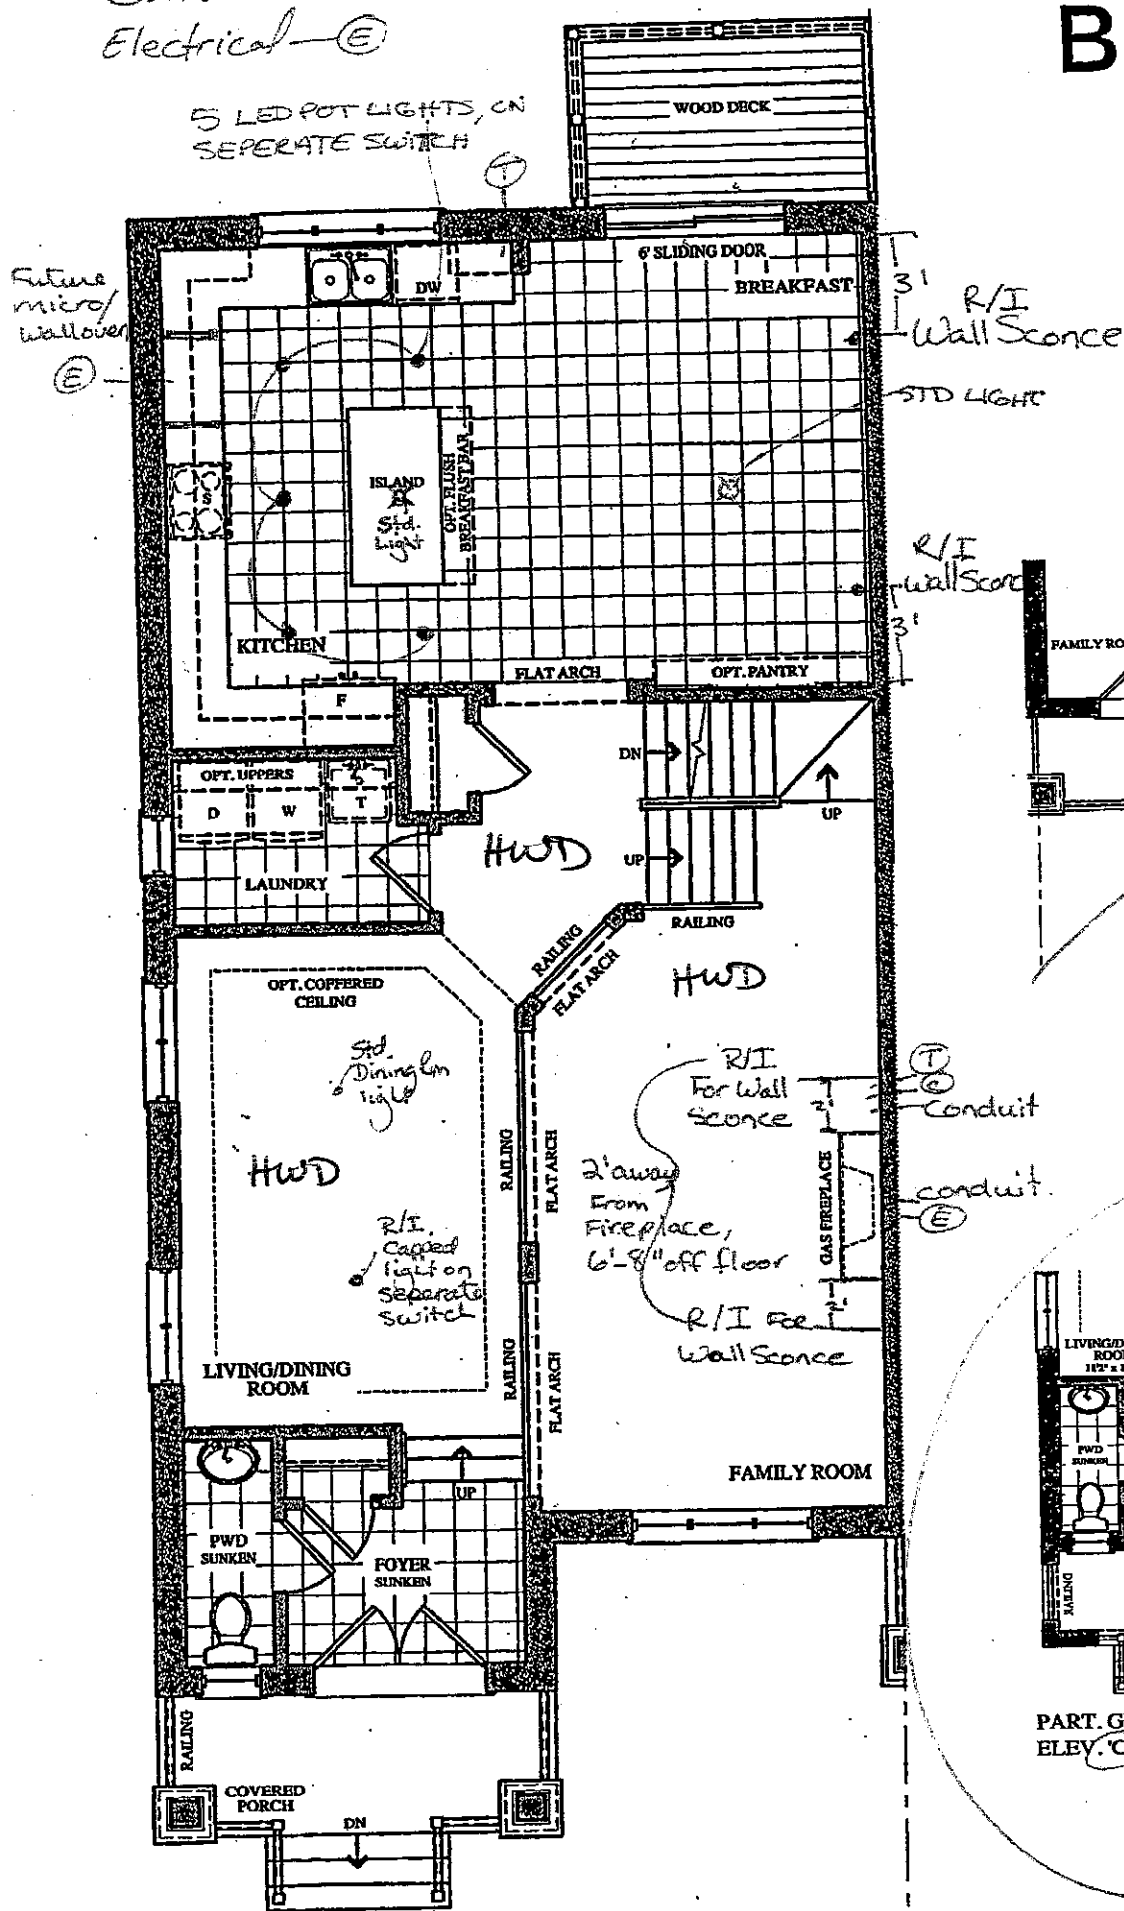 Electrical — E
B
5 LED POT LIGHTS, ON
SEPERATE SWITCH
T
WOOD DECK
6' SLIDING DOOR
DW
BREAKFAST
3'
R/I
Wall Sconce
Future
micro/
Walloven
E
STD LIGHT
ISLAND
Std.
Light
OPT. FLUSH
BREAKFAST BAR
S
R/I
Wall Sconc
3'
KITCHEN
FLAT ARCH
OPT. PANTRY
F
FAMILY RO
DN
UP
OPT. UPPERS
D
W
T
LAUNDRY
HWD
UP
RAILING
RAILING
FLAT ARCH
HWD
OPT. COFFERED
CEILING
Std.
Dining Rm
light
R/I
For Wall
Sconce
2'
T
C
Conduit
HWD
RAILING
FLAT ARCH
2' away
From
Fireplace,
6'-8" off floor
GAS FIREPLACE
conduit.
E
R/I.
Capped
light on
Seperate
Switch
2'
R/I For
Wall Sconce
LIVING/DINING
ROOM
RAILING
FLAT ARCH
FAMILY ROOM
UP
PWD
SUNKEN
FOYER
SUNKEN
LIVING/D
ROO
PWD
SUNKEN
RAILING
RAILING
COVERED
PORCH
DN
PART. G
ELEV. 'C